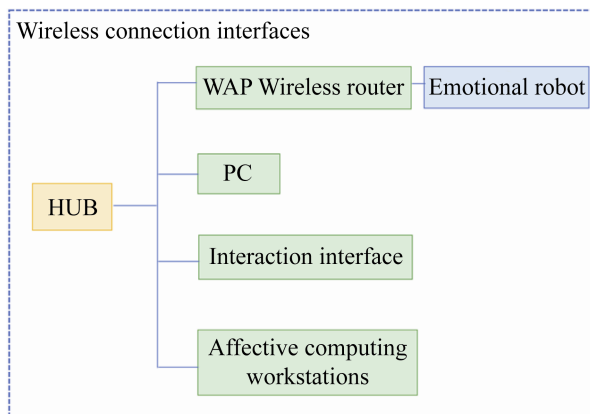 Wireless connection interfaces
WAP Wireless router
Emotional robot
PC
HUB
Interaction interface
Affective computing
workstations